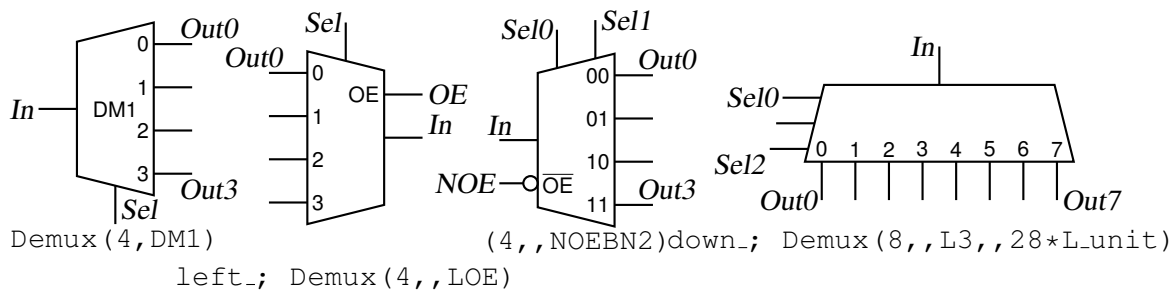 In
DM1
0
1
2
3
Out0
Out3
Sel
Demux(4,DM1)
Sel
Out0
0
1
2
3
OE
OE
In
left_; Demux(4,,LOE)
Sel0
Sel1
In
NOE
OE
00
01
10
11
Out0
Out3
(4,,NOEBN2)
In
Sel0
Sel2
0 1 2 3 4 5 6 7
Out0
Out7
down_; Demux(8,,L3,,28*L_unit)